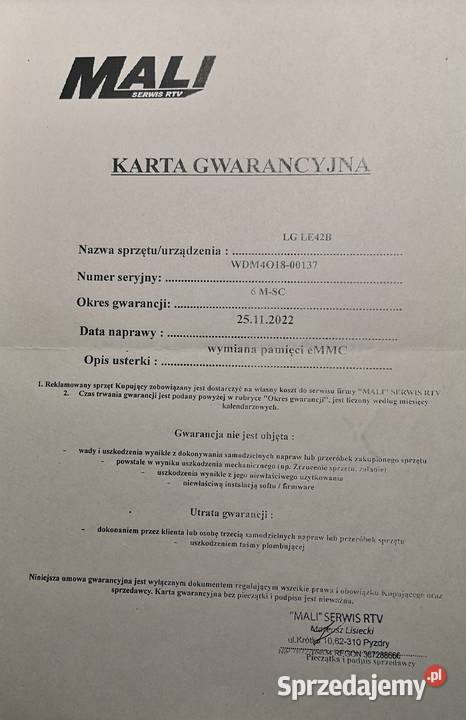 MALI
SERWIS RTV
KARTA GWARANCYJNA
LG LE42B
Nazwa sprzętu/urządzenia :
WDM4O18-00137
Numer seryjny:
6 M-SC
Okres gwarancji:
25.11.2022
Data naprawy :
wymiana pamięci eMMC
Opis usterki :
1. Reklamowany sprzęt Kupujący zobowiązany jest dostarczyć na własny koszt do serwisu firmy "MALI" SERWIS RTV
2. Czas trwania gwarancji jest podany powyżej w rubryce "Okres gwarancji", jest liczony według miesięcy
kalendarzowych.
Gwarancja nie jest objęta :
- wady i uszkodzenia wynikłe z dokonywania samodzielnych napraw lub przeróbek zakupionego sprzętu
- powstałe w wyniku uszkodzenia mechanicznego (np. Zrzucenie sprzętu, zalanie)
- uszkodzenia wynikłe z jego niewłaściwego użytkowania
- niewłaściwą instalacją softu / firmware
Utrata gwarancji :
- dokonaniem przez klienta lub osobę trzecią samodzielnych napraw lub przeróbek sprzętu
- uszkodzeniem taśmy plombującej
Niniejsza umowa gwarancyjna jest wyłącznym dokumentem regulującym wszelkie prawa i obowiązku Kupującego oraz
sprzedawcy. Karta gwarancyjna bez pieczątki i podpisu jest nieważna.
"MALI" SERWIS RTV
Mateusz Lisiecki
ul.Krótka 10,62-310 Pyzdry
REGON 367288666
Pieczątka i podpis sprzedawcy
Sprzedajemy.pl